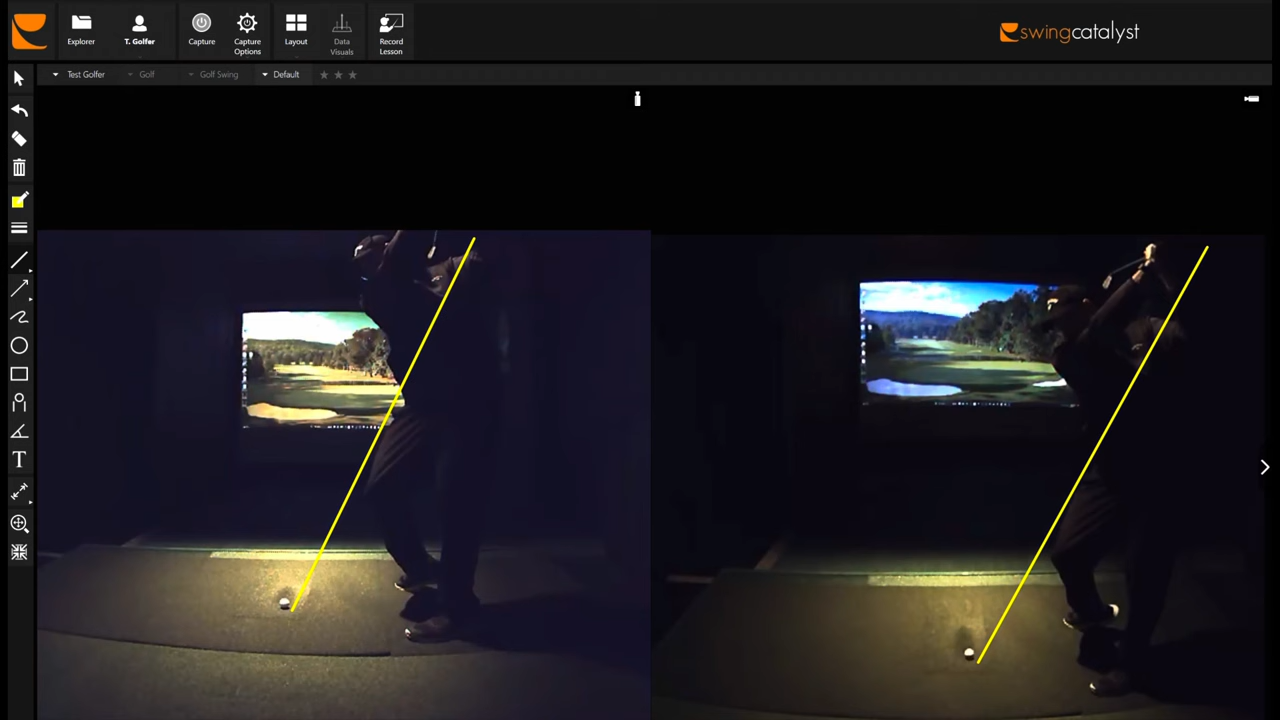 Explorer
T. Golfer
Capture
Capture
Options
Layout
Data
Visuals
Record
Lesson
swingcatalyst
Test Golfer
Golf
Golf Swing
Default
T